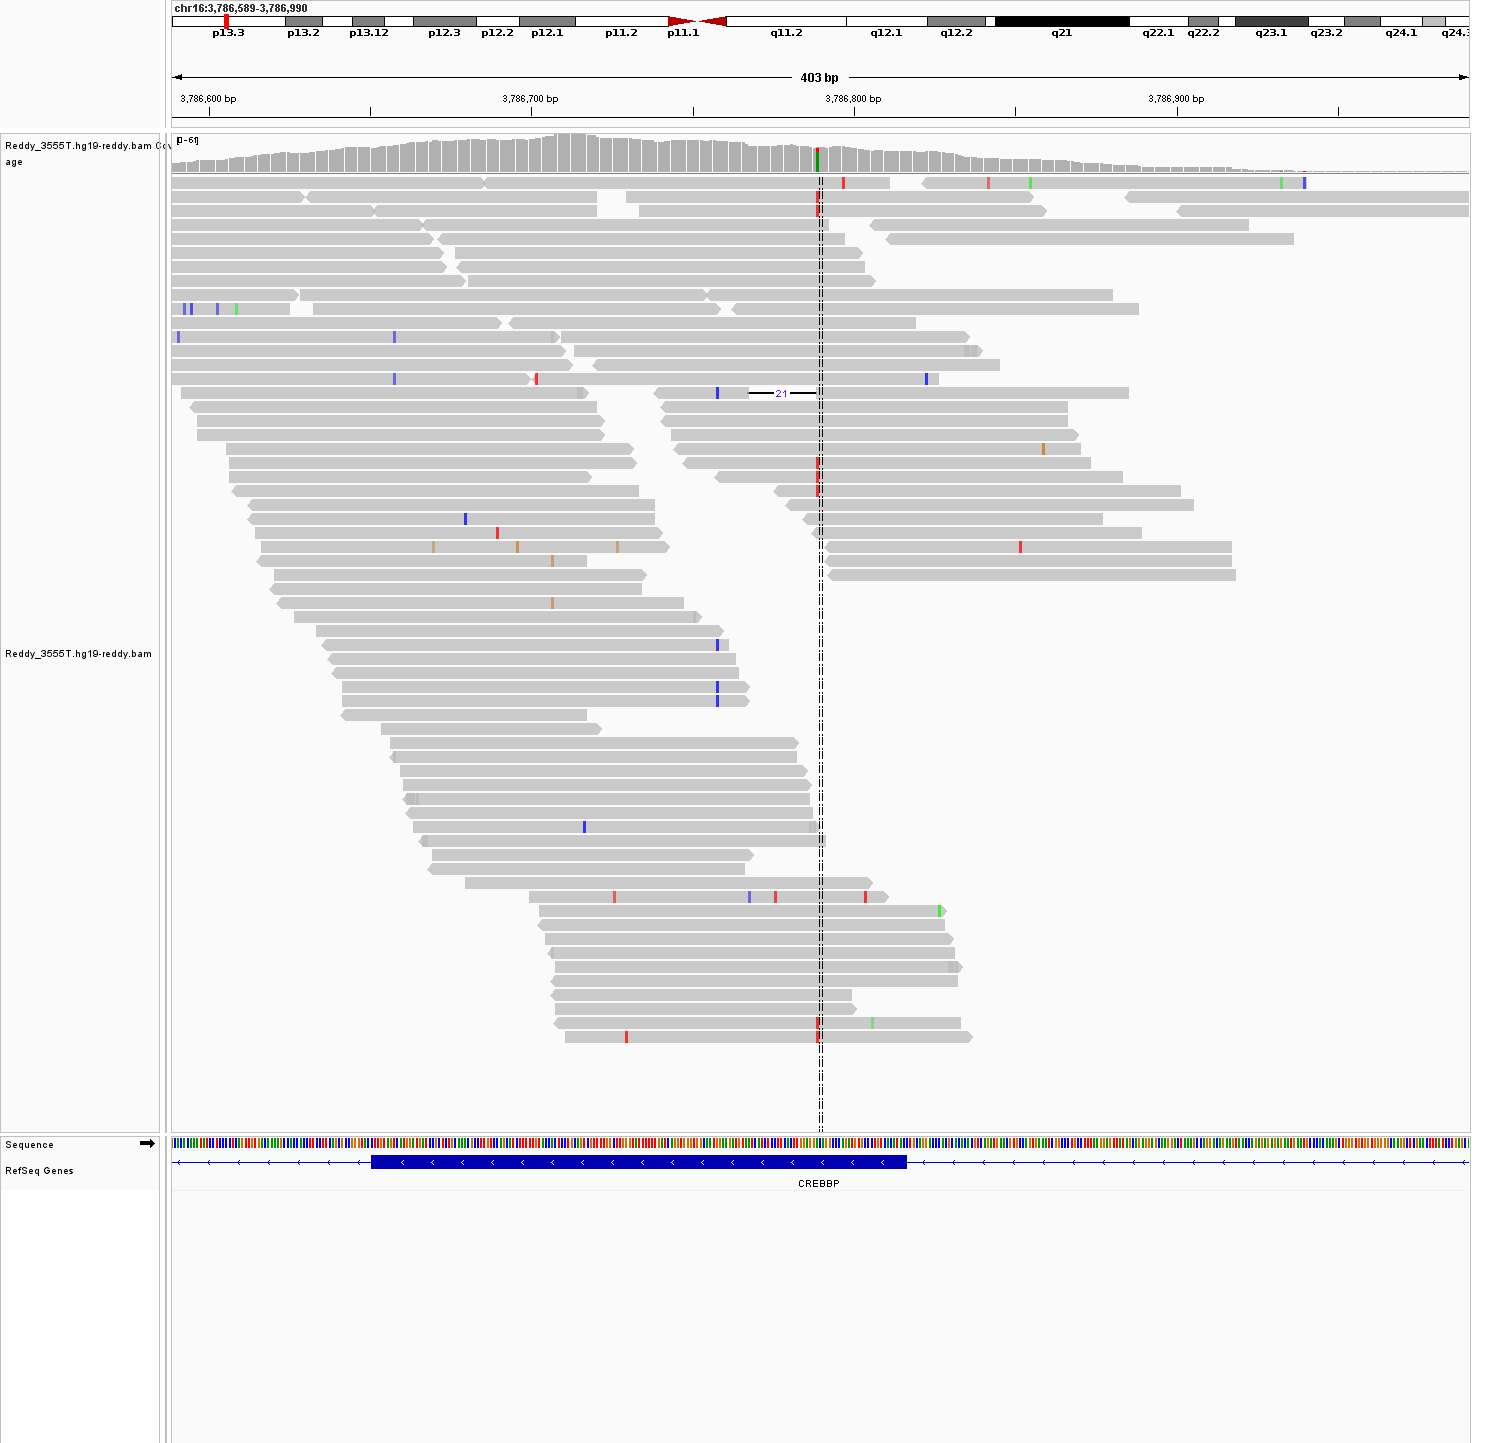 chr16:3,786,589-3,786,990
p13.3 p13.2 p13.12 p12.3 p12.2 p12.1 p11.2 p11.1 q11.2 q12.1 q12.2 q21 q22.1 q22.2 q23.1 q23.2 q24.1 q24.3
403 bp
3,786,600 bp 3,786,700 bp 3,786,800 bp 3,786,900 bp
Reddy_3555T.hg19-reddy.bam Cov
age
[0-61]
21
Reddy_3555T.hg19-reddy.bam
Sequence
RefSeq Genes
CREBBP